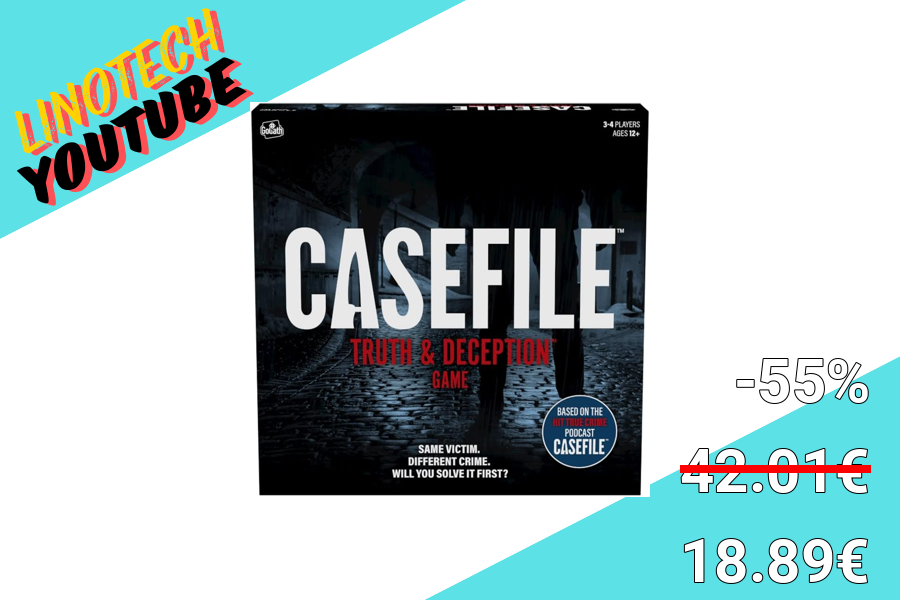 LINOTECH
YOUTUBE
CASEFILE
Goliath
3-4 PLAYERS
AGES 12+
CASEFILE™
TRUTH & DECEPTION™
GAME
BASED ON THE
HIT TRUE CRIME
PODCAST
CASEFILE™
SAME VICTIM.
DIFFERENT CRIME.
WILL YOU SOLVE IT FIRST?
-55%
42.01€
18.89€